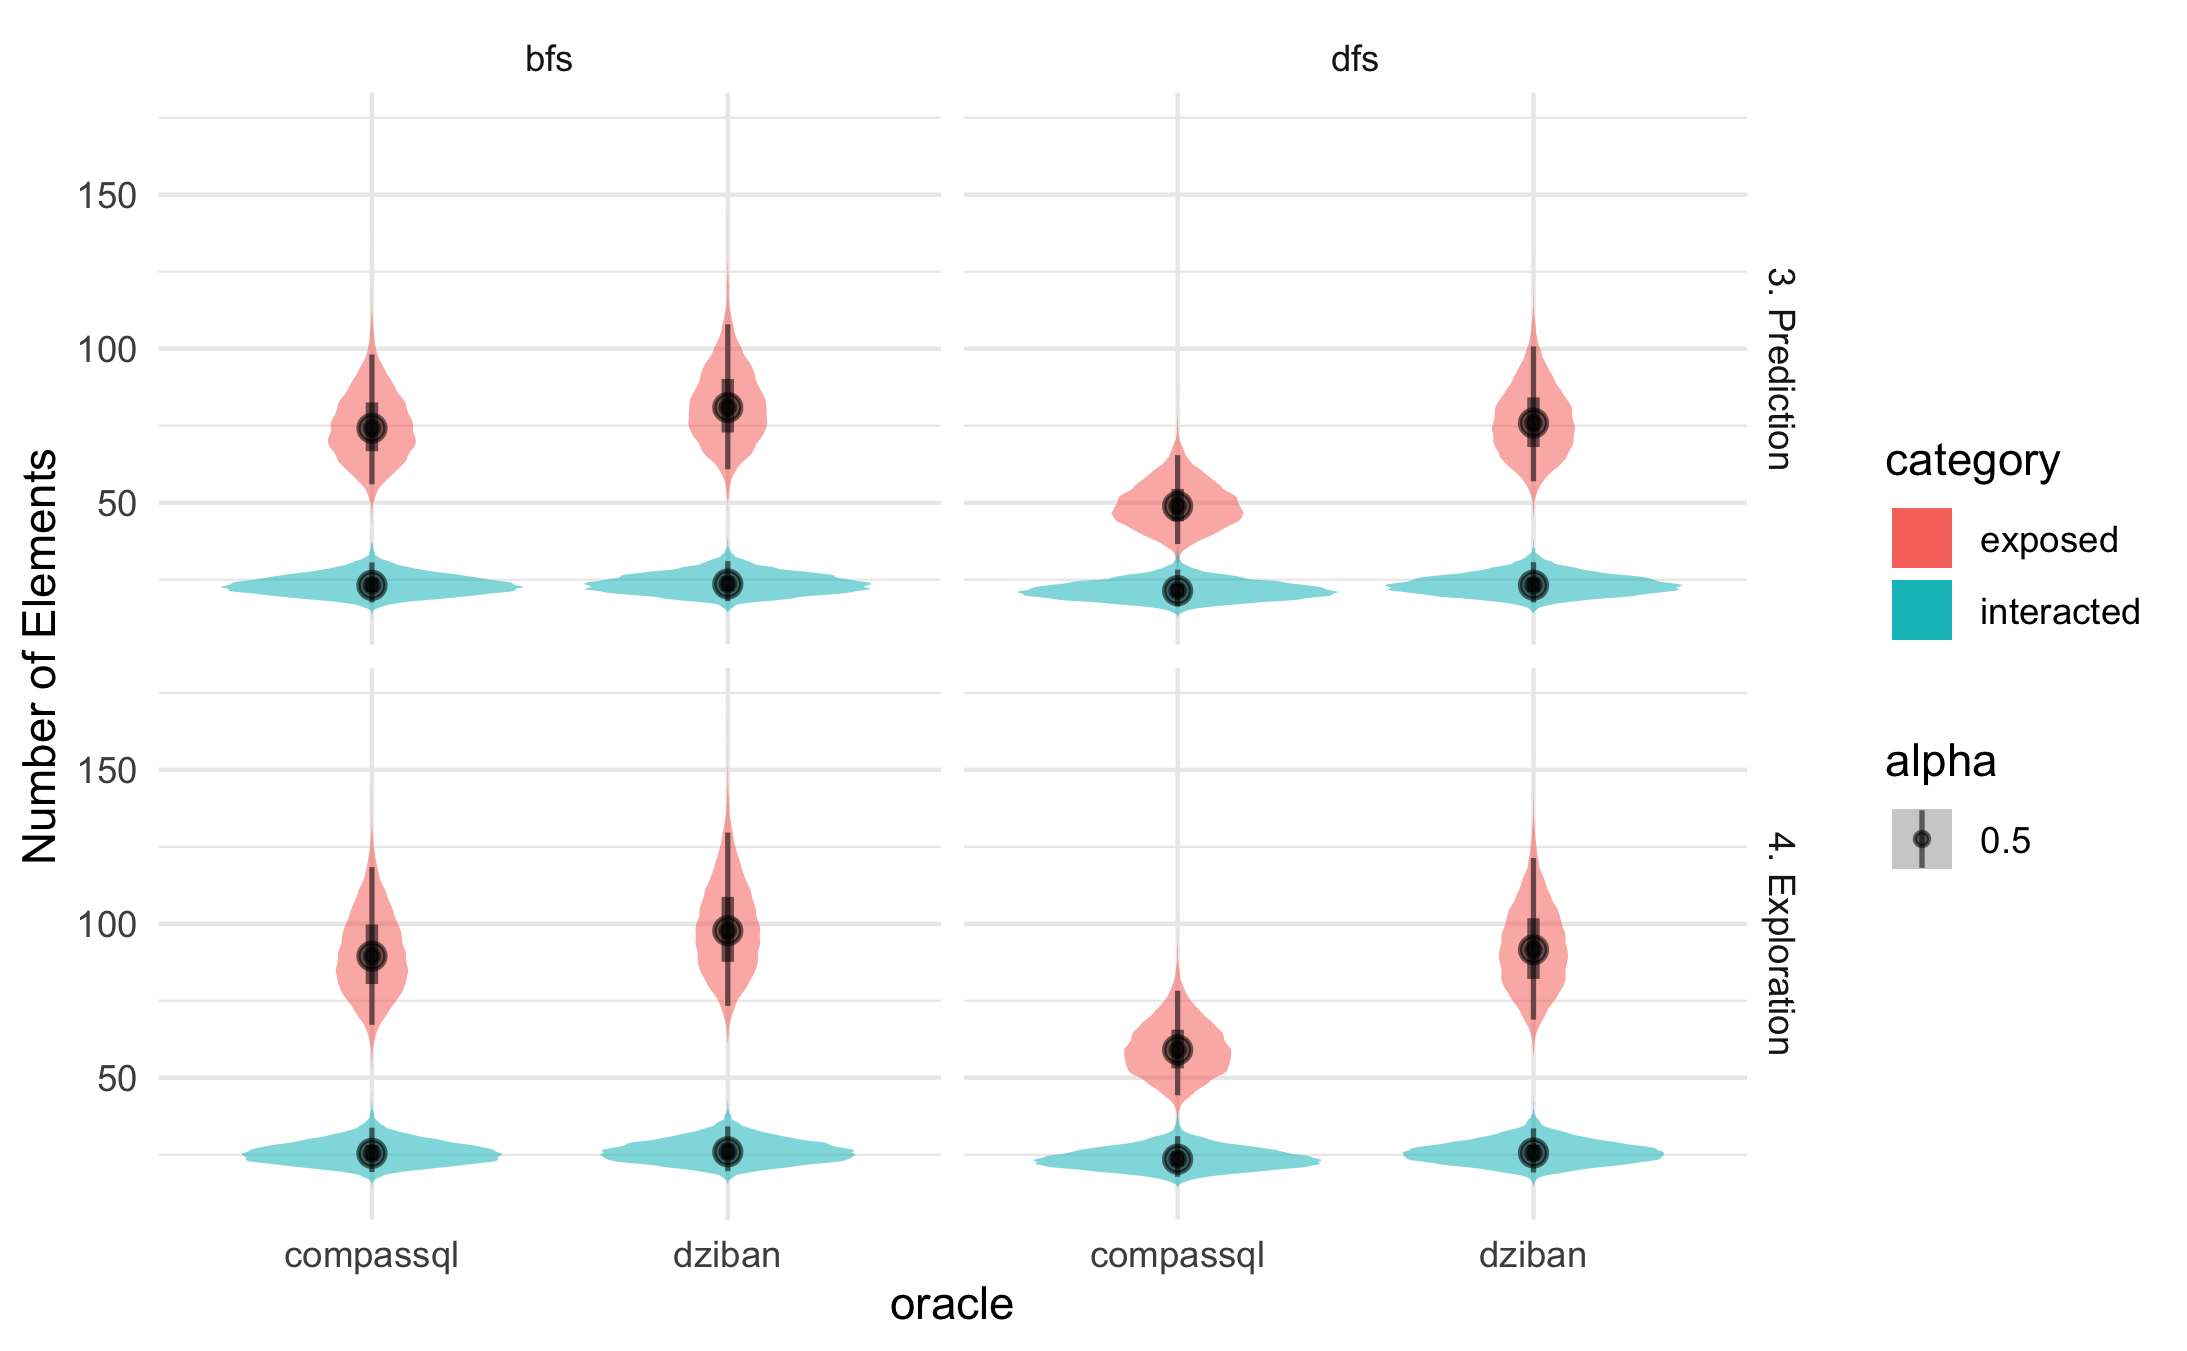 bfs
dfs
150
100
50
3. Prediction
150
100
50
4. Exploration
Number of Elements
compassql
dziban
compassql
dziban
oracle
category
exposed
interacted
alpha
0.5